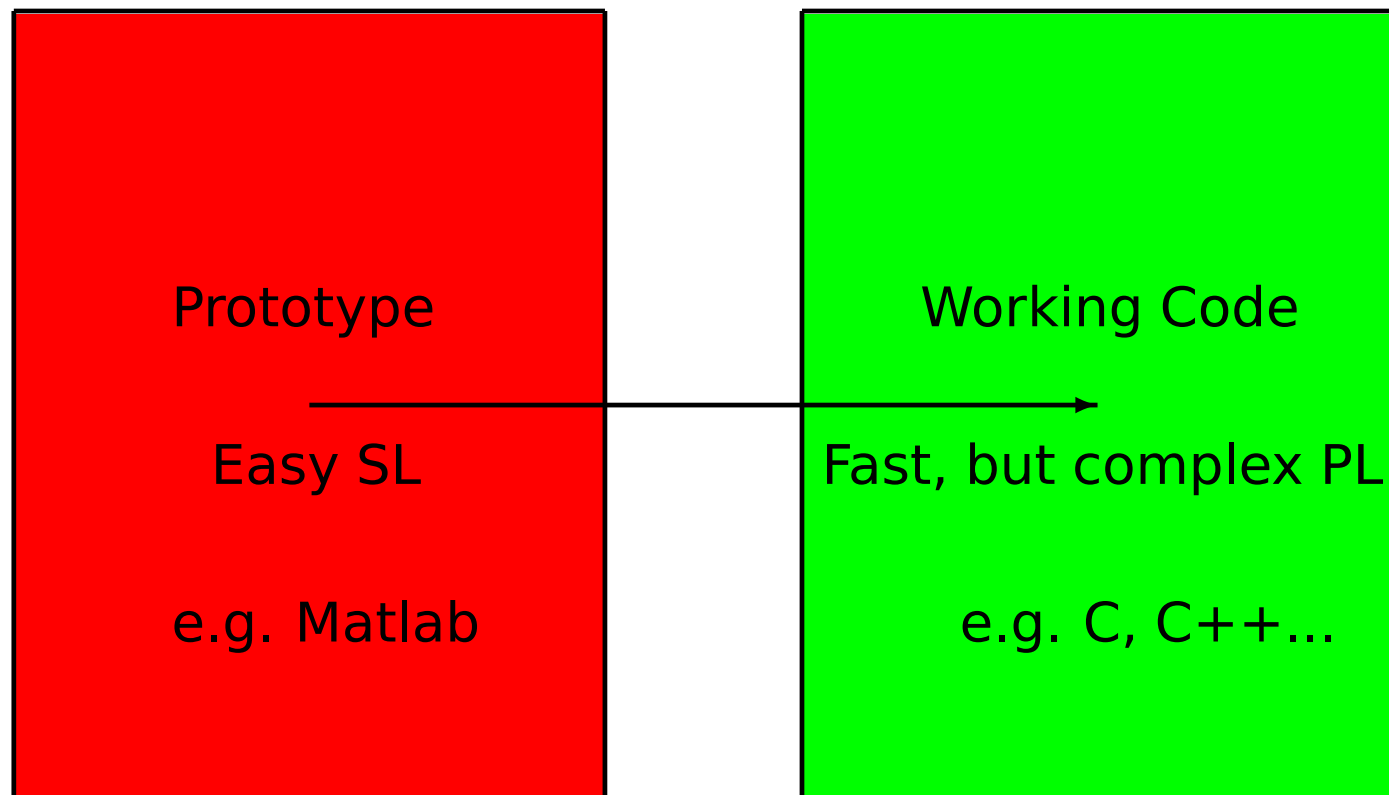 Prototype
Easy SL
e.g. Matlab
Working Code
Fast, but complex PL
e.g. C, C++...